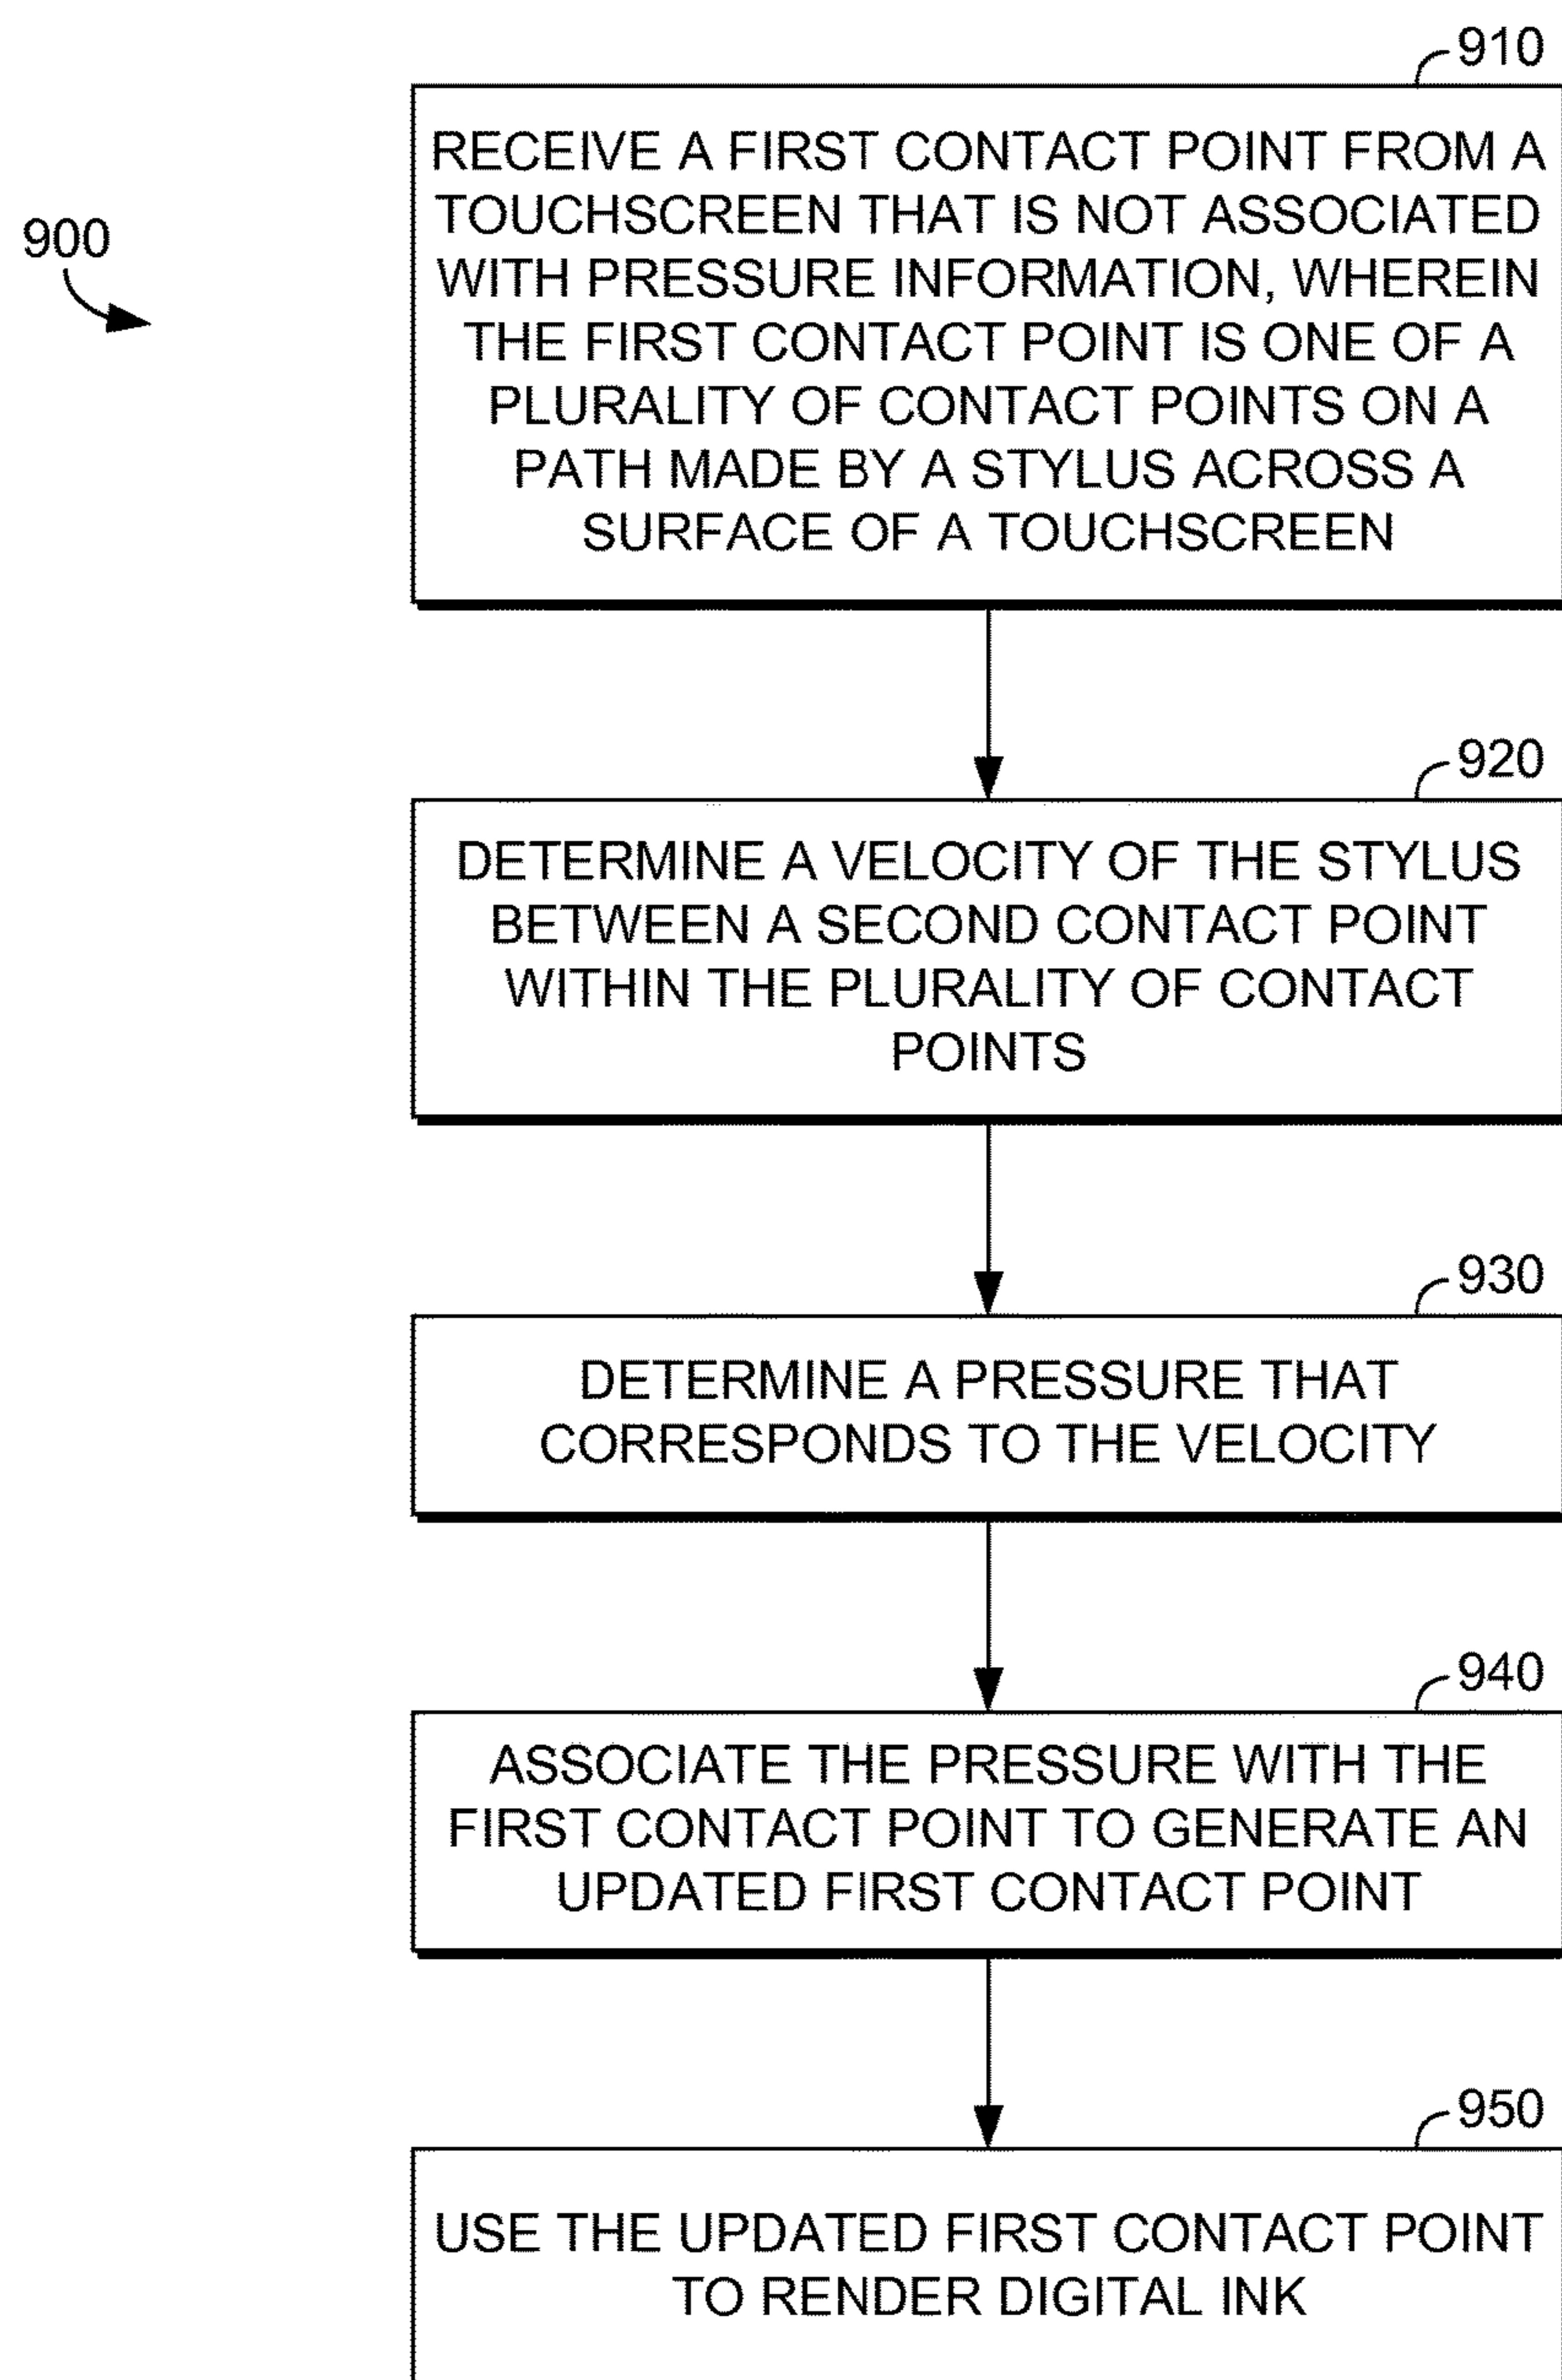 910
RECEIVE A FIRST CONTACT POINT FROM A
TOUCHSCREEN THAT IS NOT ASSOCIATED
WITH PRESSURE INFORMATION, WHEREIN
THE FIRST CONTACT POINT IS ONE OF A
PLURALITY OF CONTACT POINTS ON A
PATH MADE BY A STYLUS ACROSS A
SURFACE OF A TOUCHSCREEN
900
920
DETERMINE A VELOCITY OF THE STYLUS
BETWEEN A SECOND CONTACT POINT
WITHIN THE PLURALITY OF CONTACT
POINTS
930
DETERMINE A PRESSURE THAT
CORRESPONDS TO THE VELOCITY
940
ASSOCIATE THE PRESSURE WITH THE
FIRST CONTACT POINT TO GENERATE AN
UPDATED FIRST CONTACT POINT
950
USE THE UPDATED FIRST CONTACT POINT
TO RENDER DIGITAL INK